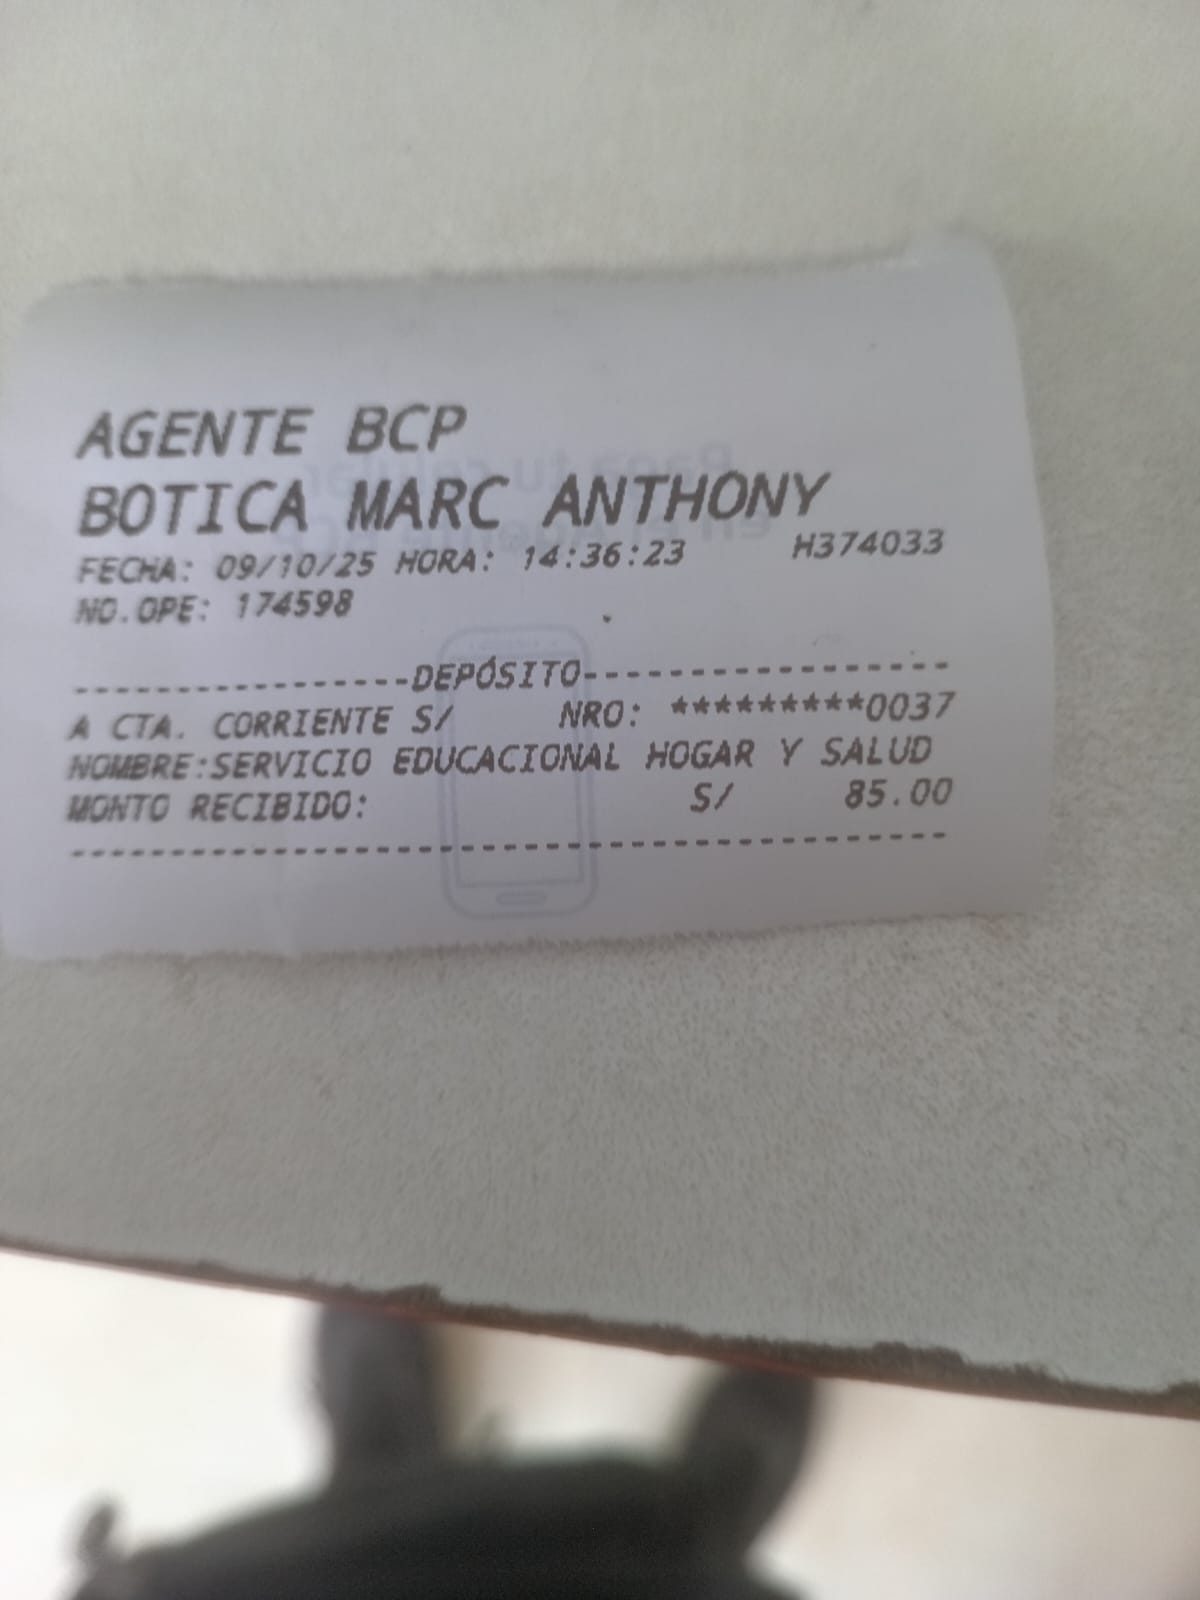 AGENTE BCP
BOTICA MARC ANTHONY
FECHA: 09/10/25 HORA: 14:36:23 H374033
NO.OPE: 174598
----------------DEPÓSITO------------------
A CTA. CORRIENTE S/ NRO: *********0037
NOMBRE:SERVICIO EDUCACIONAL HOGAR Y SALUD
MONTO RECIBIDO: S/ 85.00
------------------------------------------